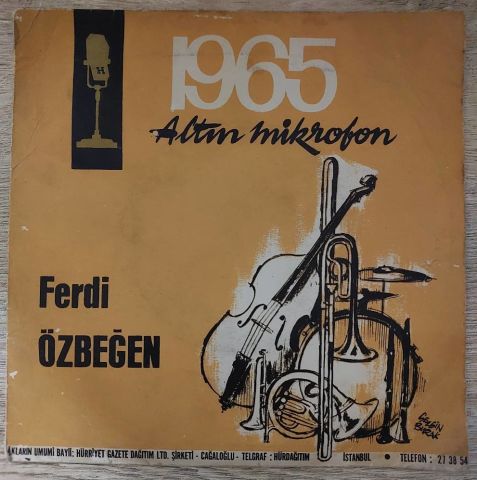 H
1965
Altın mikrofon
Ferdi
ÖZBEĞEN
KLARIN UMUMİ BAYİİ: HÜRRİYET GAZETE DAĞITIM LTD. ŞİRKETİ - CAĞALOĞLU - TELGRAF : HÜRDAĞITIM İSTANBUL • TELEFON : 27 38 54